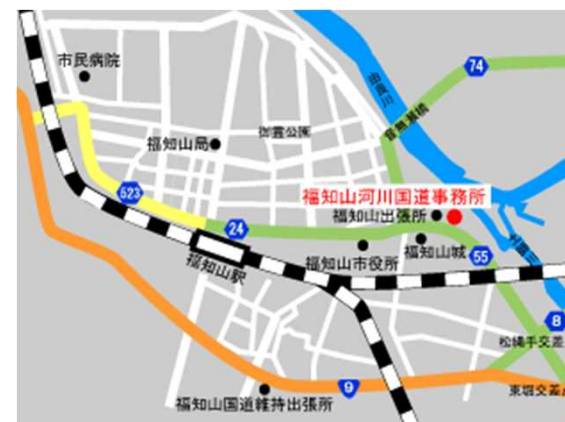 市民病院
74
由良川
音無瀬橋
福知山局
御霊公園
523
福知山河川国道事務所
24
福知山出張所
福知山駅
福知山市役所
福知山城
55
8
松縄手交差
9
東堀交差点
福知山国道維持出張所